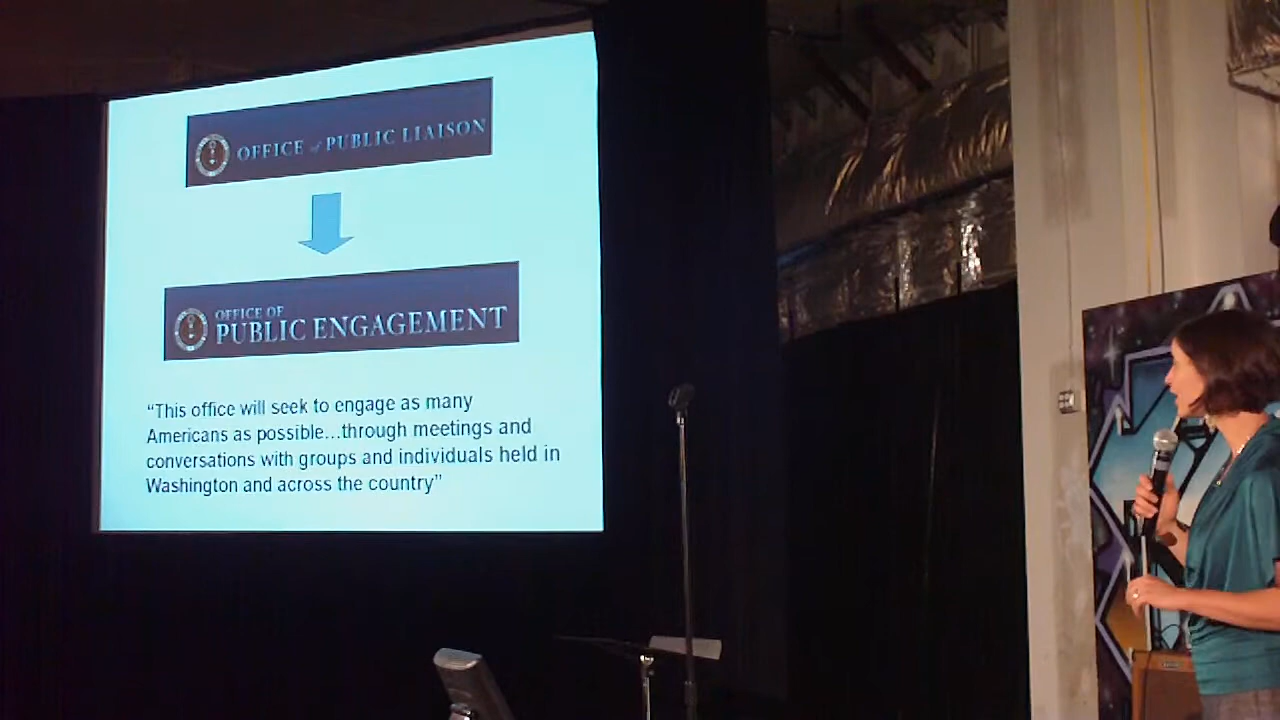 OFFICE of PUBLIC LIAISON
OFFICE OF
PUBLIC ENGAGEMENT
“This office will seek to engage as many
Americans as possible...through meetings and
conversations with groups and individuals held in
Washington and across the country”